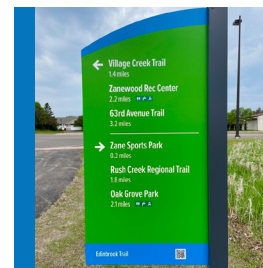 Village Creek Trail
1.4 miles
Zanewood Rec Center
2.2 miles
63rd Avenue Trail
3.2 miles
Zane Sports Park
0.2 miles
Rush Creek Regional Trail
1.8 miles
Oak Grove Park
2.1 miles
Edinbrook Trail